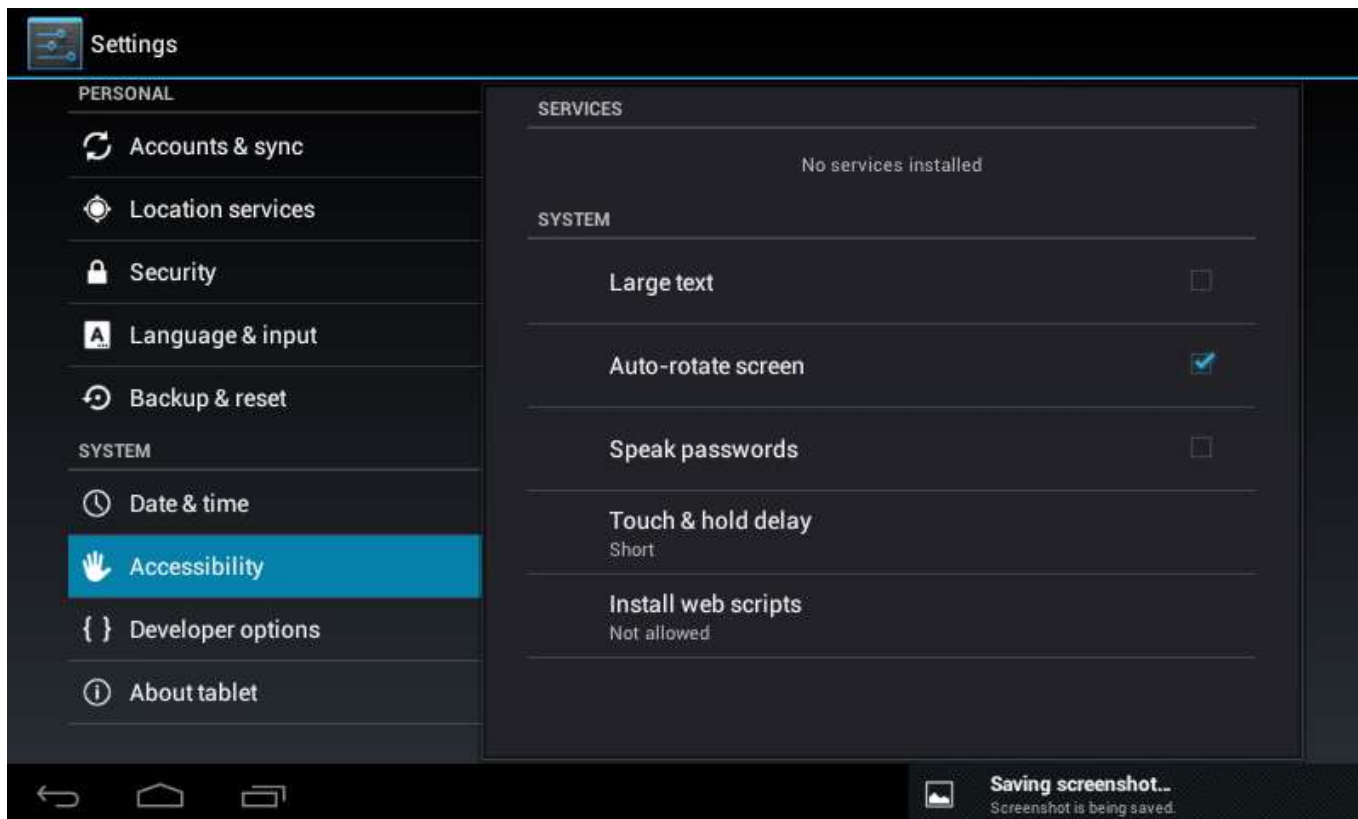 Settings
PERSONAL
Accounts & sync
Location services
Security
Language & input
Backup & reset
SYSTEM
Date & time
Accessibility
{ } Developer options
About tablet
SERVICES
No services installed
SYSTEM
Large text
Auto-rotate screen
Speak passwords
Touch & hold delay
Short
Install web scripts
Not allowed
Saving screenshot...
Screenshot is being saved.